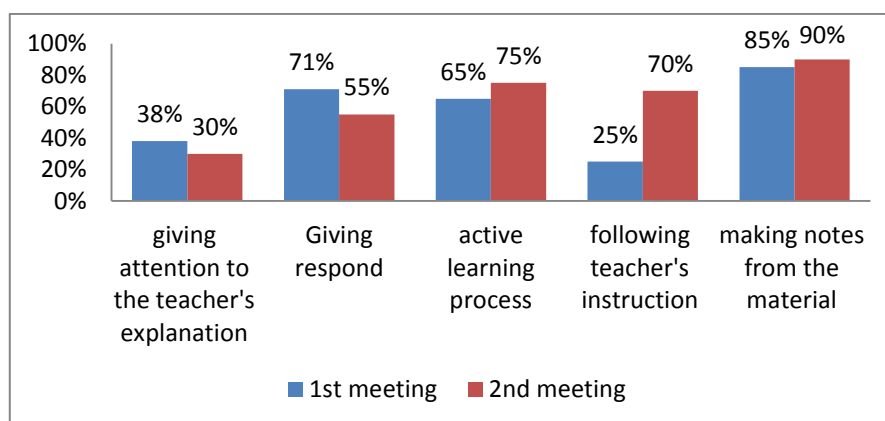 100%
80%
60%
40%
20%
0%
38%
30%
71%
55%
65%
75%
25%
70%
85%
90%
giving
attention to
the teacher's
explanation
Giving
respond
active
learning
process
following
teacher's
instruction
making notes
from the
material
1st meeting
2nd meeting